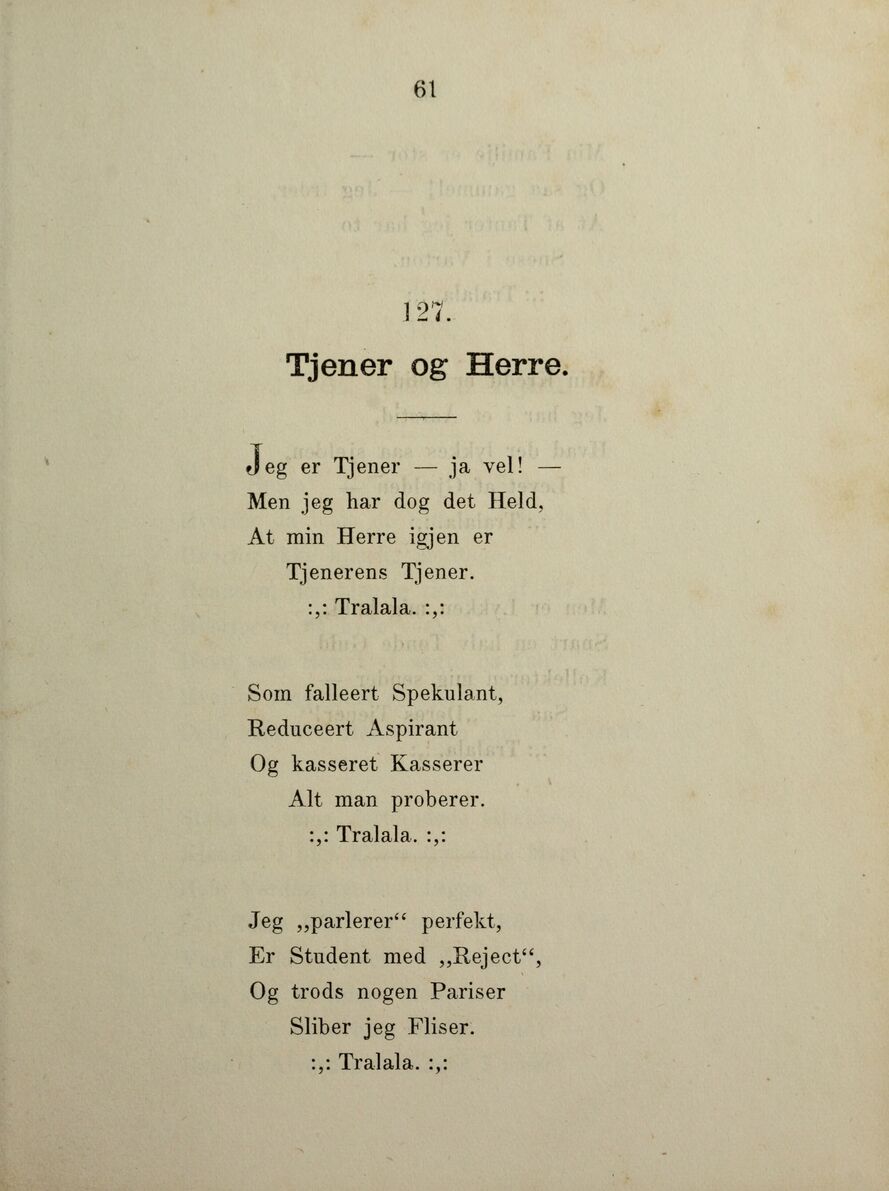 61
127.
Tjener og Herre.
Jeg er Tjener — ja vel! —
Men jeg har dog det Held,
At min Herre igjen er
Tjenerens Tjener.
:,: Tralala. :,:
Som falleert Spekulant,
Reduceert Aspirant
Og kasseret Kasserer
Alt man proberer.
:,: Tralala. :,:
Jeg „parlerer“ perfekt,
Er Student med „Reject“,
Og trods nogen Pariser
Sliber jeg Fliser.
:,: Tralala. :,: